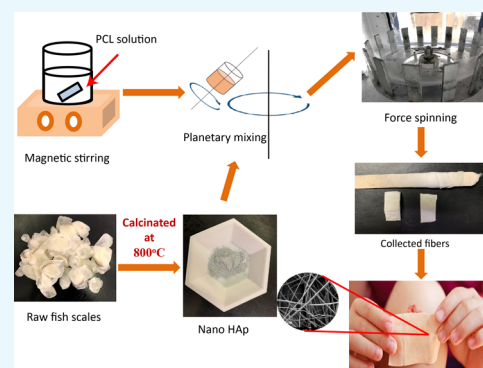 PCL solution
Magnetic stirring
Planetary mixing
Force spinning
Collected fibers
Calcinated
at
800°C
Raw fish scales
Nano HAp